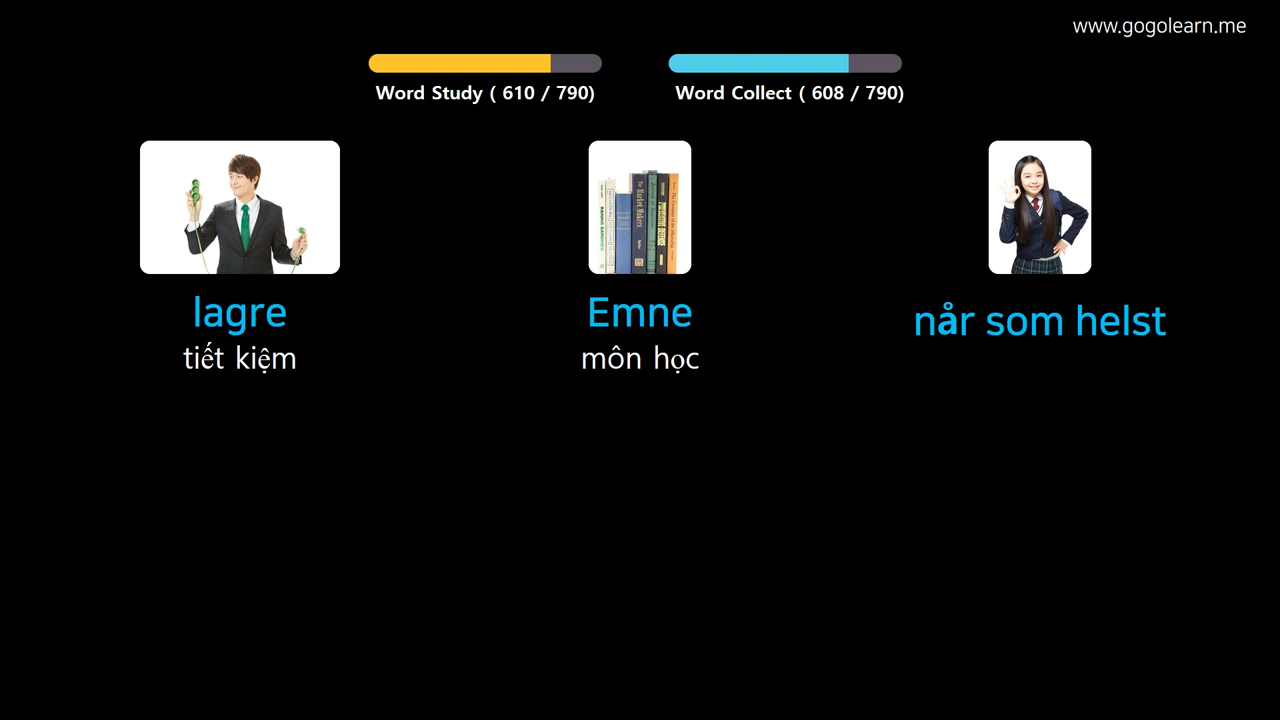 www.gogolearn.me
Word Study ( 610 / 790)
Word Collect ( 608 / 790)
lagre
tiết kiệm
Emne
môn học
når som helst